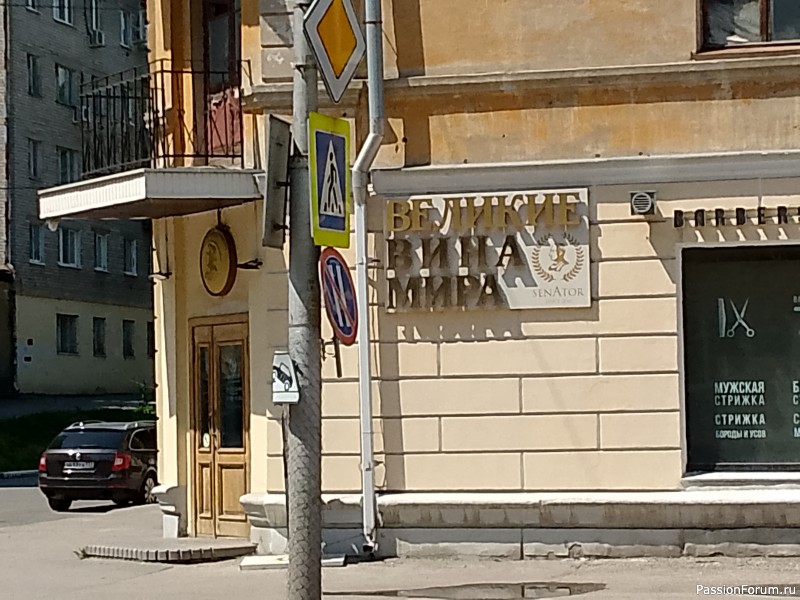 ВЕЛИКИЕ
ВИНА
МИРА
SENATOR
BARBER
МУЖСКАЯ
СТРИЖКА
СТРИЖКА
БОРОДЫ И УСОВ
PassionForum.ru